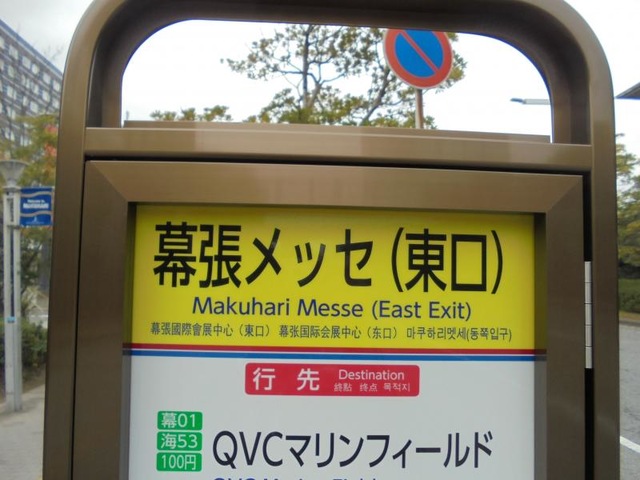 幕張メッセ(東口)
Makuhari Messe (East Exit)
幕張國際會展中心（東口） 幕张国际会展中心（东口） 마쿠하리멧세(동쪽입구)
行先 Destination
終點 终点 목적지
幕01
海53
100円
QVCマリンフィールド